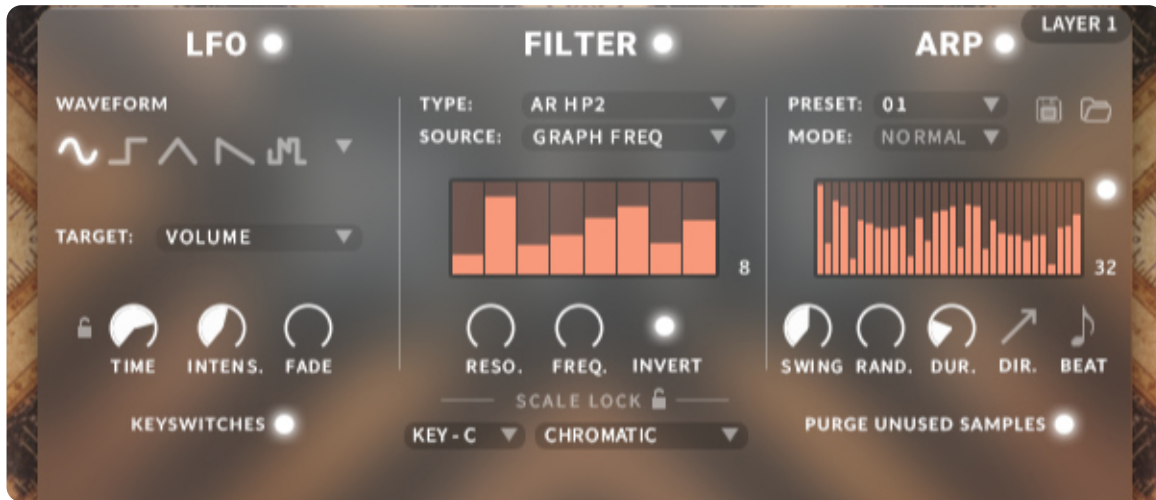 LAYER 1
LFO
WAVEFORM
TARGET: VOLUME
TIME INTENS. FADE
KEYSWITCHES
FILTER
TYPE: AR HP2
SOURCE: GRAPH FREQ
8
RESO. FREQ. INVERT
SCALE LOCK
KEY - C CHROMATIC
ARP
PRESET: 01
MODE: NORMAL
32
SWING RAND. DUR. DIR. BEAT
PURGE UNUSED SAMPLES